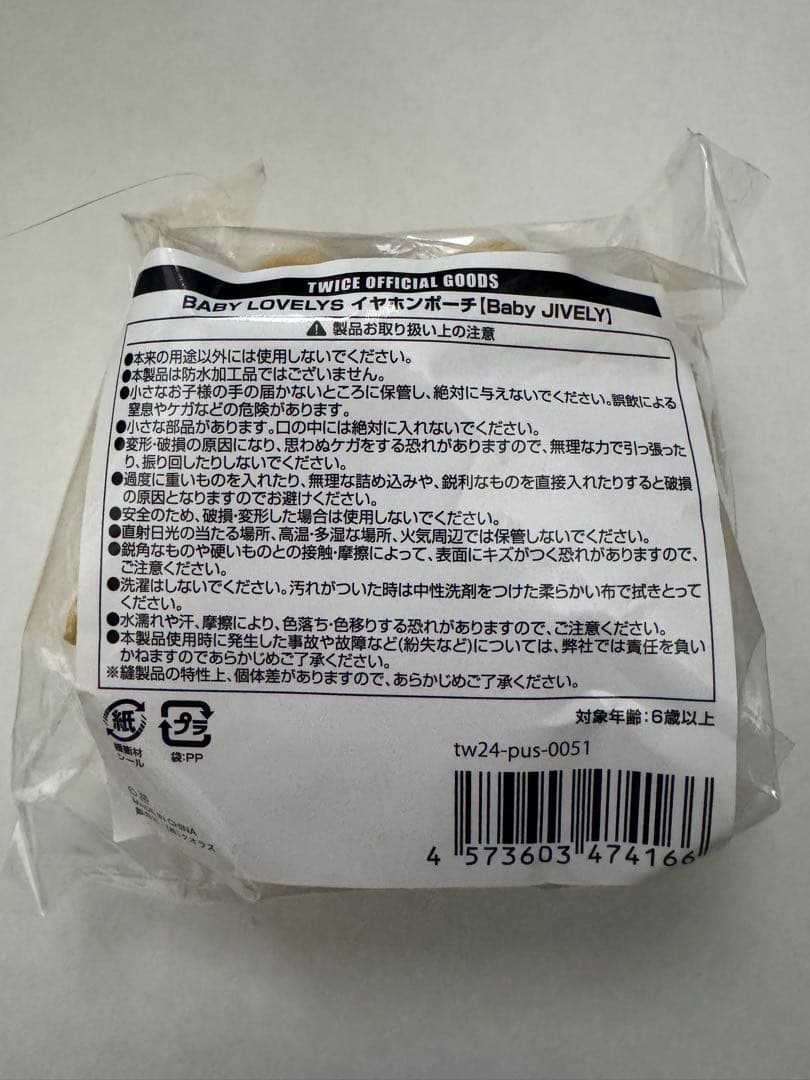 TWICE OFFICIAL GOODS
BABY LOVELYS イヤホンポーチ【Baby JIVELY】
製品お取り扱い上の注意
●本来の用途以外には使用しないでください。
●本製品は防水加工品ではございません。
●小さなお子様の手の届かないところに保管し、絶対に与えないでください。誤飲による
窒息やケガなどの危険があります。
●小さな部品があります。口の中には絶対に入れないでください。
●変形・破損の原因になり、思わぬケガをする恐れがありますので、無理な力で引っ張った
り、振り回したりしないでください。
●過度に重いものを入れたり、無理な詰め込みや、鋭利なものを直接入れたりすると破損
の原因となりますのでお避けください。
●安全のため、破損・変形した場合は使用しないでください。
●直射日光の当たる場所、高温・多湿な場所、火気周辺では保管しないでください。
●鋭角なものや硬いものとの接触・摩擦によって、表面にキズがつく恐れがありますので、
ご注意ください。
●洗濯はしないでください。汚れがついた時は中性洗剤をつけた柔らかい布で拭きとって
ください。
●水濡れや汗、摩擦により、色落ち・色移りする恐れがありますので、ご注意ください。
●本製品使用時に発生した事故や故障など(紛失など)については、弊社では責任を負い
かねますのであらかじめご了承ください。
※縫製品の特性上、個体差がありますので、あらかじめご了承ください。
対象年齢：6歳以上
紙
プラ
緩衝材
シール
袋:PP
tw24-pus-0051
MADE IN CHINA
(株)クオラス
4 573603 474166